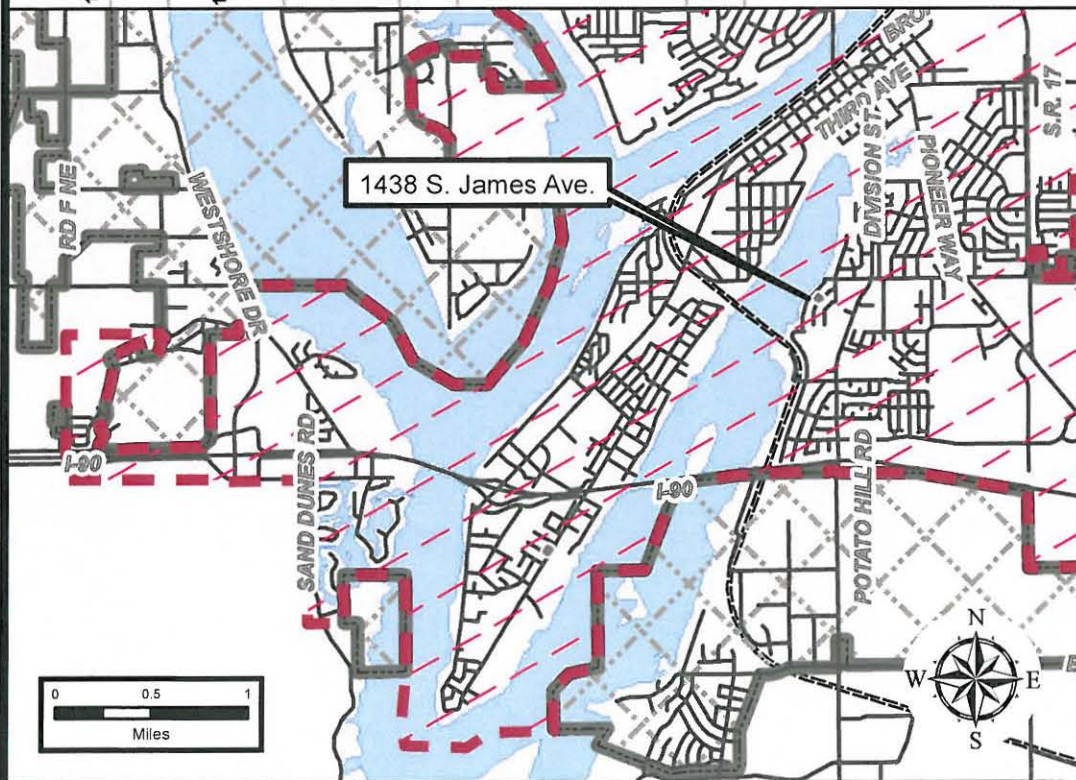 BRO
THIRD AVE
S.R. 17
DIVISION ST.
PIONEER WAY
RD F NE
WESTSHORE DR
1438 S. James Ave.
I-90
SAND DUNES RD
I-90
POTATO HILL RD
N
W E
S
E
0 0.5 1
Miles